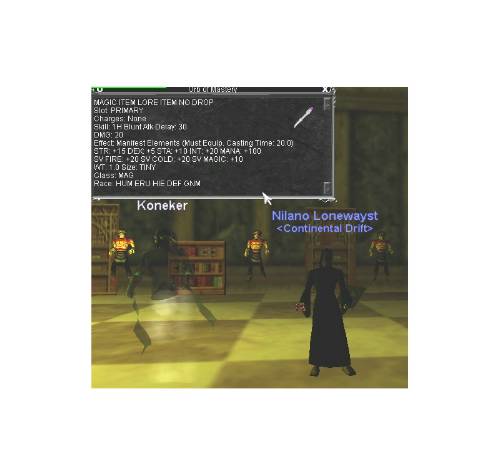 Orb of Mastery
MAGIC ITEM LORE ITEM NO DROP
Slot: PRIMARY
Charges: None
Skill: 1H Blunt Atk Delay: 30
DMG: 20
Effect: Manifest Elements (Must Equip, Casting Time: 20.0)
STR: +15 DEX: +5 STA: +10 INT: +20 MANA: +100
SV FIRE: +20 SV COLD: +20 SV MAGIC: +10
WT: 1.0 Size: TINY
Class: MAG
Race: HUM ERU HIE DEF GNM
Koneker
Nilano Lonewayst
<Continental Drift>